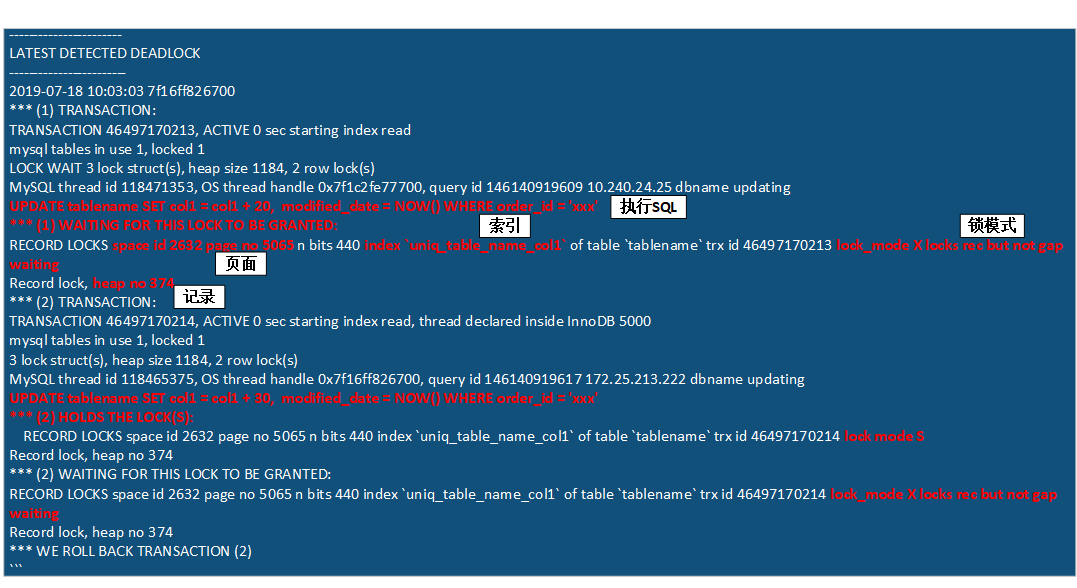 ------------------------
LATEST DETECTED DEADLOCK
------------------------
2019-07-18 10:03:03 7f16ff826700
*** (1) TRANSACTION:
TRANSACTION 46497170213, ACTIVE 0 sec starting index read
mysql tables in use 1, locked 1
LOCK WAIT 3 lock struct(s), heap size 1184, 2 row lock(s)
MySQL thread id 118471353, OS thread handle 0x7f1c2fe77700, query id 146140919609 10.240.24.25 dbname updating
UPDATE tablename SET col1 = col1 + 20,  modified_date = NOW() WHERE order_id = 'xxx' 执行SQL
*** (1) WAITING FOR THIS LOCK TO BE GRANTED: 索引 锁模式
RECORD LOCKS space id 2632 page no 5065 n bits 440 index `uniq_table_name_col1` of table `tablename` trx id 46497170213 lock_mode X locks rec but not gap
waiting 页面
Record lock, heap no 374
*** (2) TRANSACTION: 记录
TRANSACTION 46497170214, ACTIVE 0 sec starting index read, thread declared inside InnoDB 5000
mysql tables in use 1, locked 1
3 lock struct(s), heap size 1184, 2 row lock(s)
MySQL thread id 118465375, OS thread handle 0x7f16ff826700, query id 146140919617 172.25.213.222 dbname updating
UPDATE tablename SET col1 = col1 + 30,  modified_date = NOW() WHERE order_id = 'xxx'
*** (2) HOLDS THE LOCK(S):
RECORD LOCKS space id 2632 page no 5065 n bits 440 index `uniq_table_name_col1` of table `tablename` trx id 46497170214 lock mode S
Record lock, heap no 374
*** (2) WAITING FOR THIS LOCK TO BE GRANTED:
RECORD LOCKS space id 2632 page no 5065 n bits 440 index `uniq_table_name_col1` of table `tablename` trx id 46497170214 lock_mode X locks rec but not gap
waiting
Record lock, heap no 374
*** WE ROLL BACK TRANSACTION (2)
```